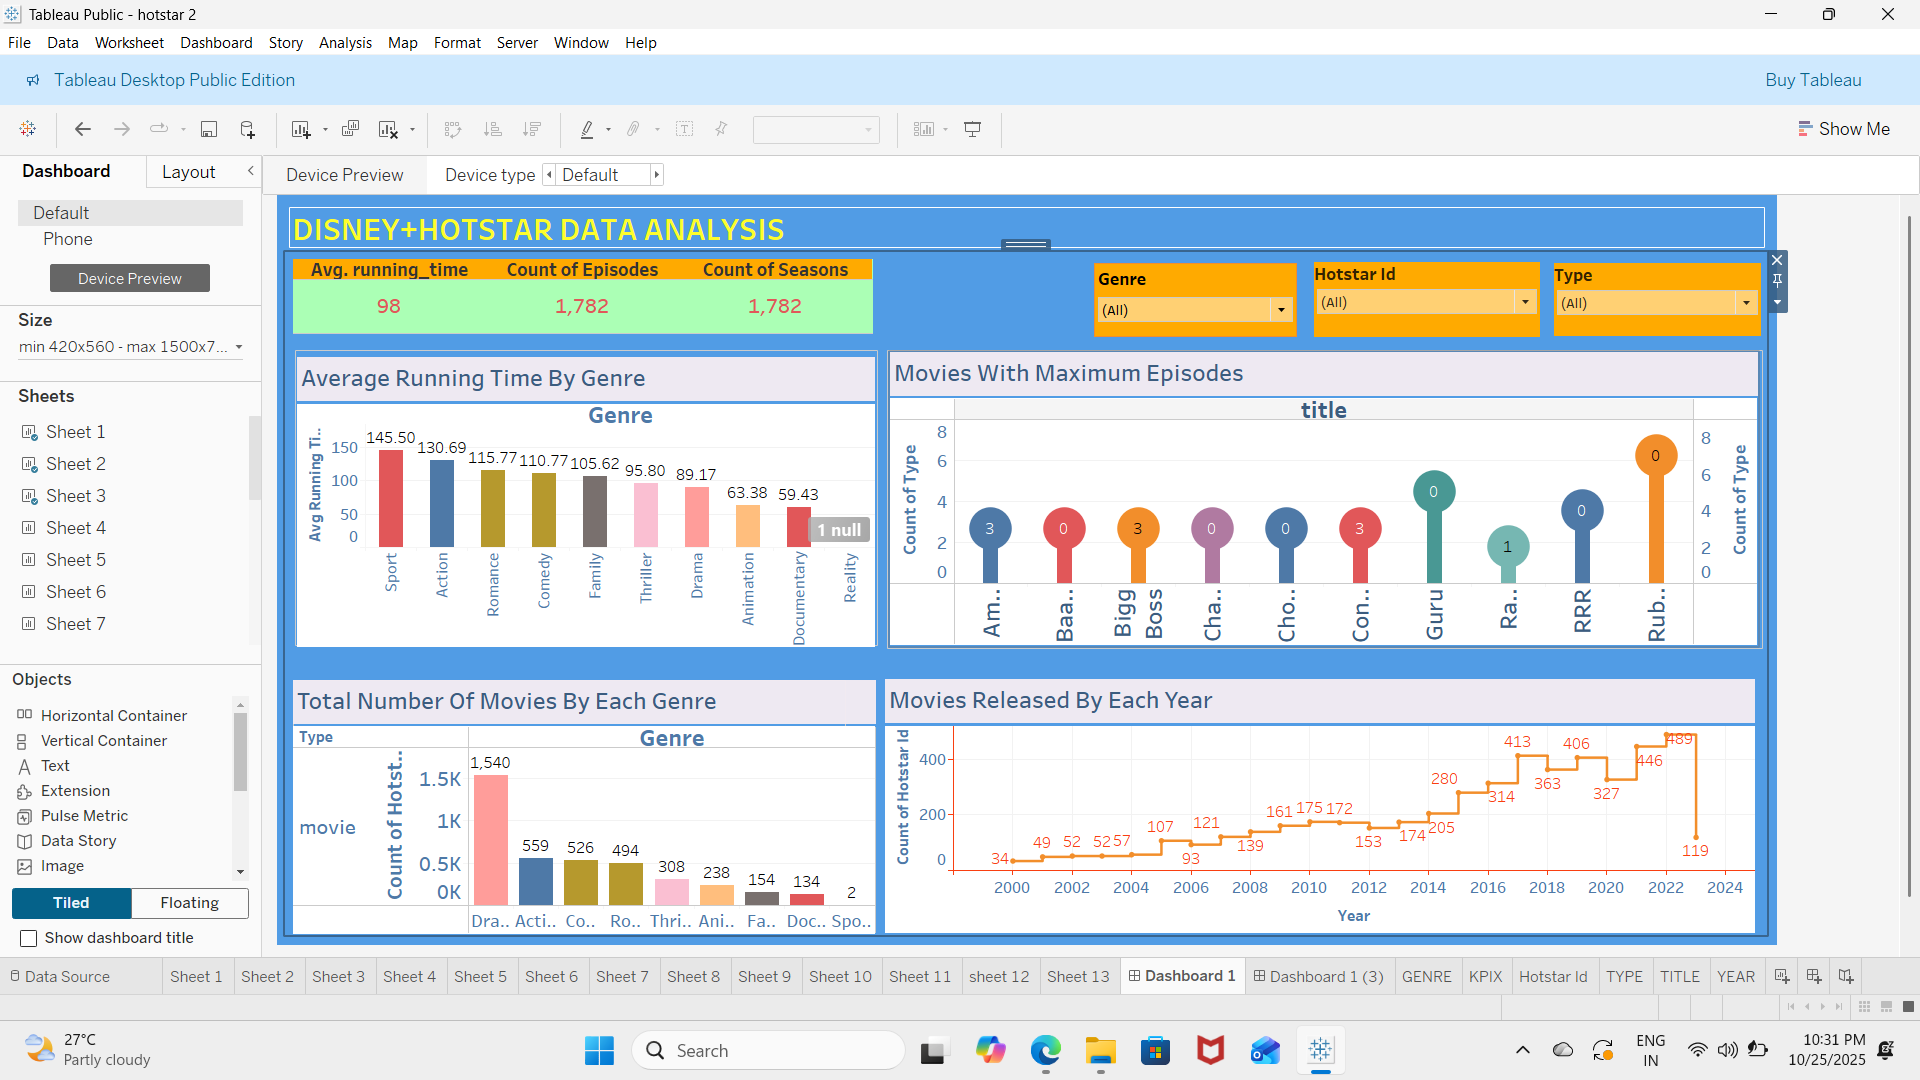 Tableau Public - hotstar 2
File Data Worksheet Dashboard Story Analysis Map Format Server Window Help
Tableau Desktop Public Edition
Buy Tableau
Show Me
Dashboard
Layout
Device Preview
Device type
Default
Default
Phone
Device Preview
Size
min 420x560 - max 1500x7...
Sheets
Sheet 1
Sheet 2
Sheet 3
Sheet 4
Sheet 5
Sheet 6
Sheet 7
Objects
Horizontal Container
Vertical Container
Text
Extension
Pulse Metric
Data Story
Image
Tiled
Floating
Show dashboard title
DISNEY+HOTSTAR DATA ANALYSIS
Avg. running_time Count of Episodes Count of Seasons
98 1,782 1,782
Genre
(All)
Hotstar Id
(All)
Type
(All)
Average Running Time By Genre
Genre
Avg Running Ti..
150
100
50
0
145.50 130.69 115.77 110.77 105.62 95.80 89.17 63.38 59.43
1 null
Sport Action Romance Comedy Family Thriller Drama Animation Documentary Reality
Movies With Maximum Episodes
title
Count of Type
8
6
4
2
0
3 0 3 0 0 3 0 1 0 0
8
6
4
2
0
Count of Type
Am.. Baa.. Bigg Boss Cha.. Cho.. Con.. Guru Ra.. RRR Rub..
Total Number Of Movies By Each Genre
Type
Genre
movie
Count of Hotst..
1.5K
1K
0.5K
0K
1,540 559 526 494 308 238 154 134 2
Dra.. Acti.. Co.. Ro.. Thri.. Ani.. Fa.. Doc.. Spo..
Movies Released By Each Year
Count of Hotstar Id
400
200
0
34 49 52 52 57 107 93 121 139 161 175 172 153 174 205 280 314 413 363 406 327 446 489 119
2000 2002 2004 2006 2008 2010 2012 2014 2016 2018 2020 2022 2024
Year
Data Source Sheet 1 Sheet 2 Sheet 3 Sheet 4 Sheet 5 Sheet 6 Sheet 7 Sheet 8 Sheet 9 Sheet 10 Sheet 11 sheet 12 Sheet 13 Dashboard 1 Dashboard 1 (3) GENRE KPIX Hotstar Id TYPE TITLE YEAR
27°C
Partly cloudy
Search
ENG
IN
10:31 PM
10/25/2025